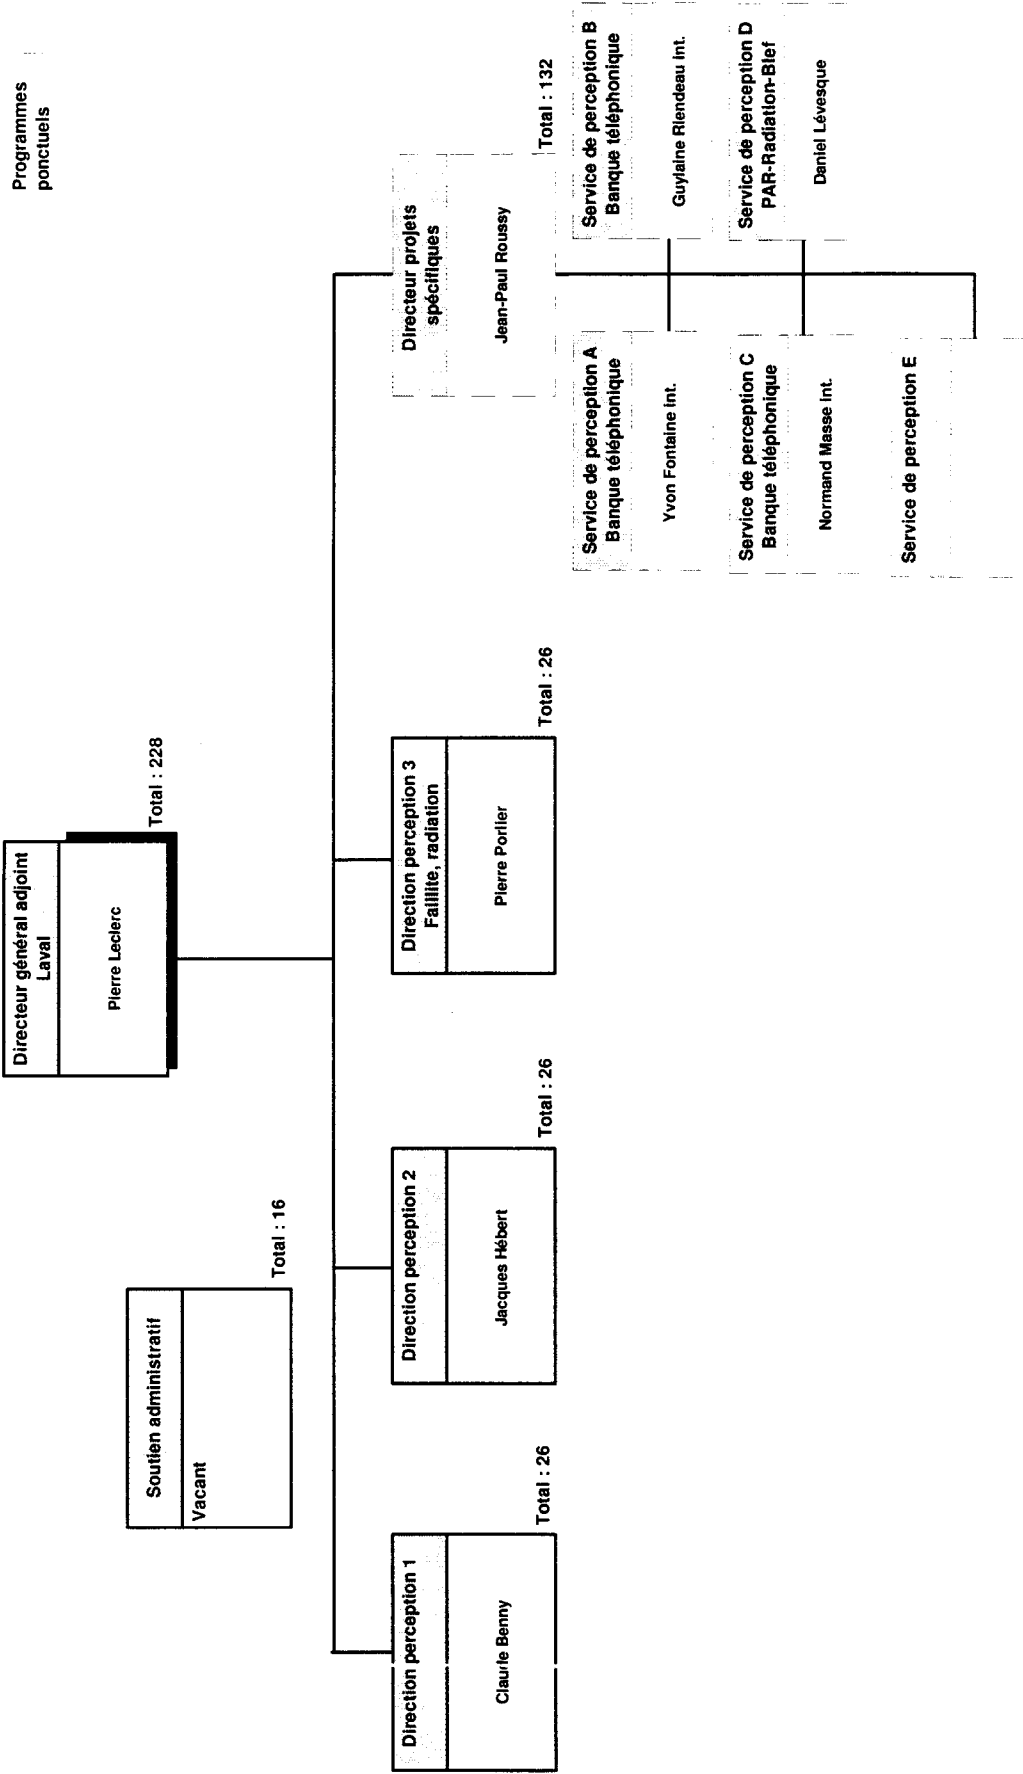 Programmes
ponctuels
Directeur général adjoint
Laval
Pierre Leclerc
Total : 228
Soutien administratif
Vacant
Total : 16
Direction perception 1
Claude Benny
Total : 26
Direction perception 2
Jacques Hébert
Total : 26
Direction perception 3
Faillite, radiation
Pierre Porlier
Total : 26
Directeur projets
spécifiques
Jean-Paul Roussy
Total : 132
Service de perception A
Banque téléphonique
Yvon Fontaine int.
Service de perception B
Banque téléphonique
Guylaine Riendeau int.
Service de perception C
Banque téléphonique
Normand Masse int.
Service de perception D
PAR-Radiation-Blef
Daniel Lévesque
Service de perception E